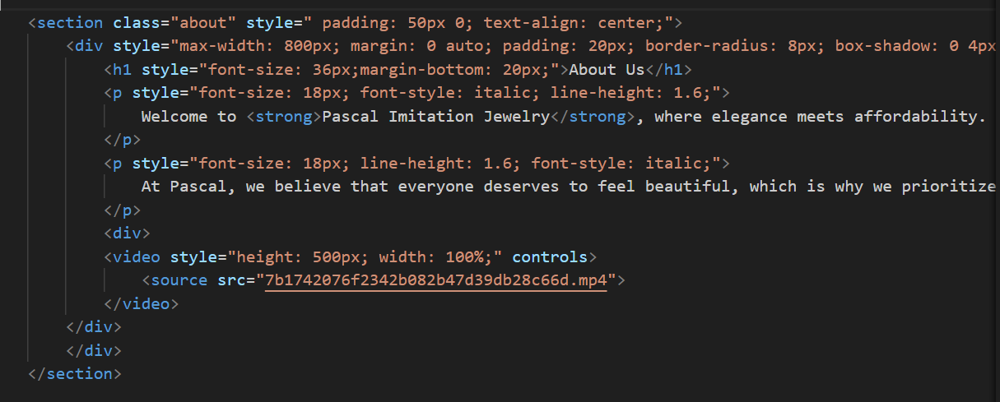 <section class="about" style=" padding: 50px 0; text-align: center;">
<div style="max-width: 800px; margin: 0 auto; padding: 20px; border-radius: 8px; box-shadow: 0 4px
<h1 style="font-size: 36px;margin-bottom: 20px;">About Us</h1>
<p style="font-size: 18px; font-style: italic; line-height: 1.6;">
Welcome to <strong>Pascal Imitation Jewelry</strong>, where elegance meets affordability.
</p>
<p style="font-size: 18px; line-height: 1.6; font-style: italic;">
At Pascal, we believe that everyone deserves to feel beautiful, which is why we prioritize
</p>
<div>
<video style="height: 500px; width: 100%;" controls>
<source src="7b1742076f2342b082b47d39db28c66d.mp4">
</video>
</div>
</div>
</section>